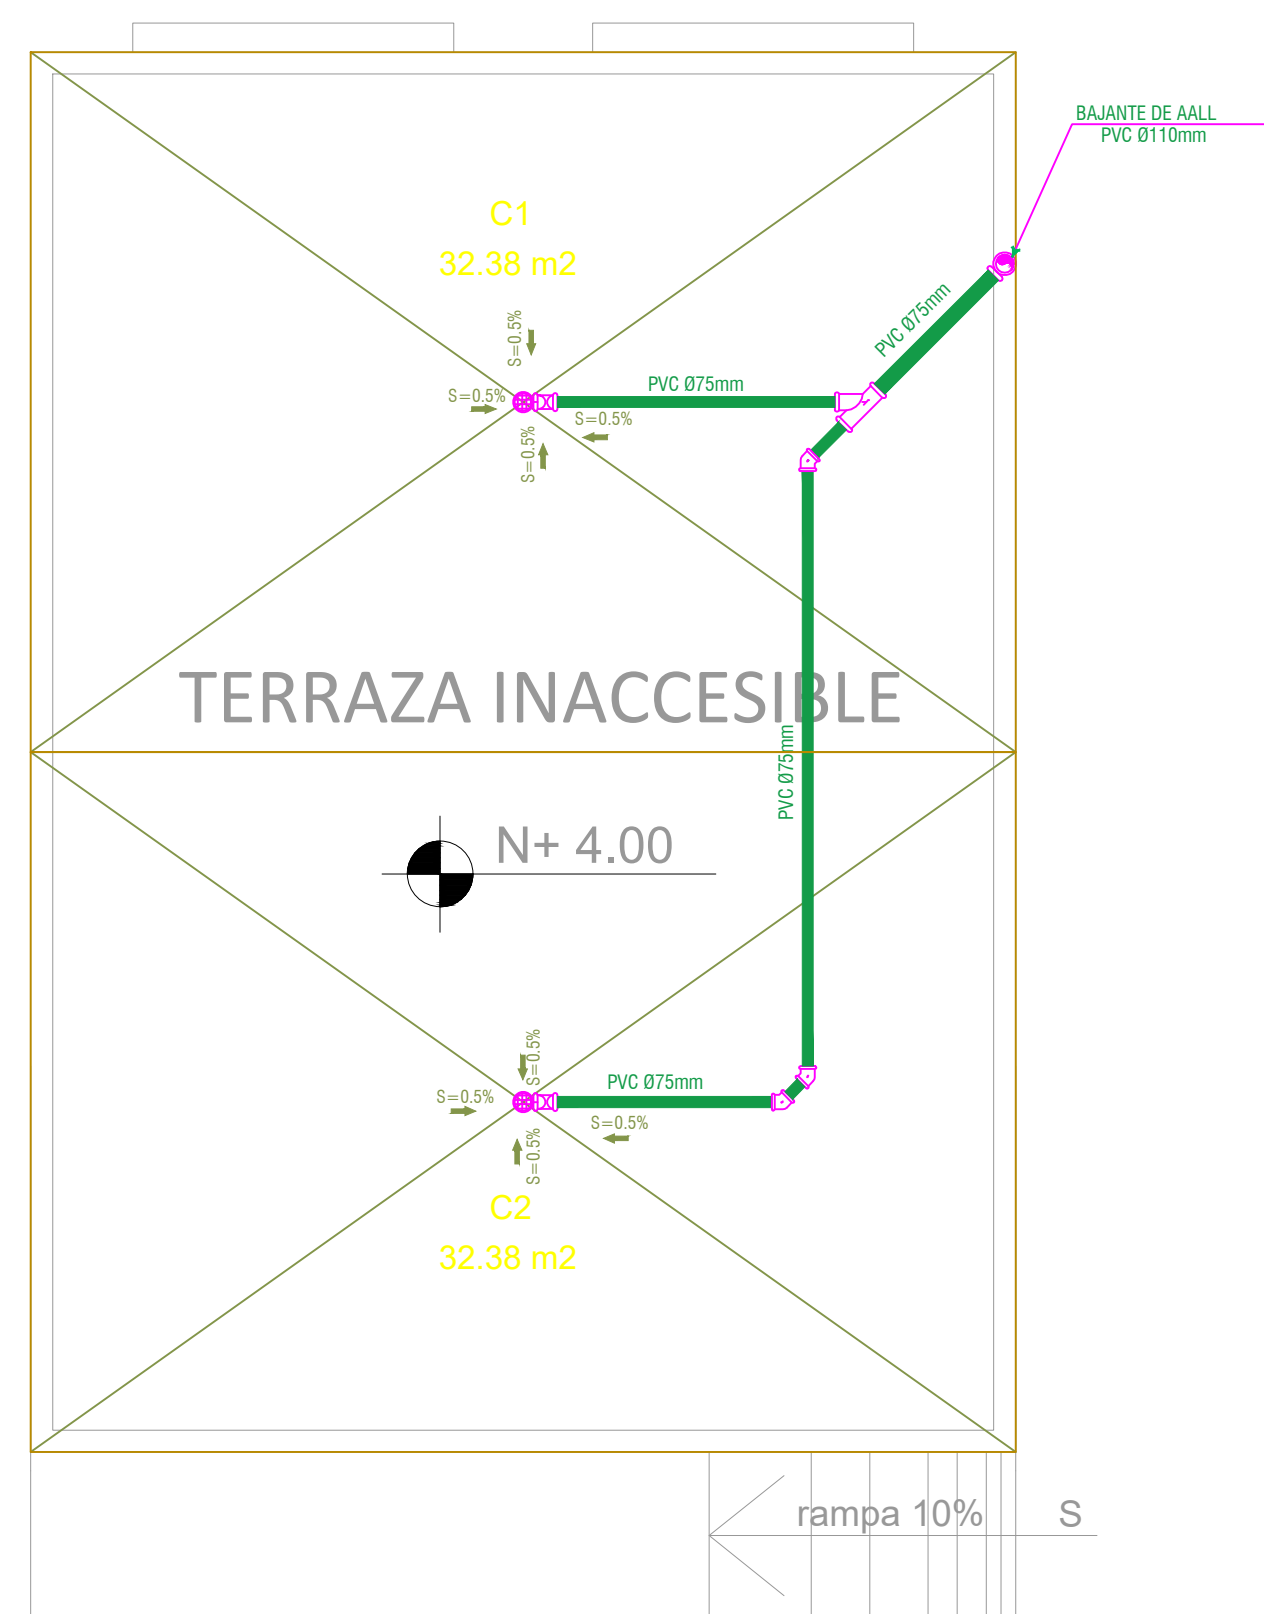 BAJANTE DE AALL
PVC Ø110mm
C1
32.38 m2
PVC Ø75mm
S=0.5%
PVC Ø75mm
S=0.5%
S=0.5%
S=0.5%
TERRAZA INACCESIBLE
PVC Ø75mm
N+ 4.00
S=0.5%
PVC Ø75mm
S=0.5%
S=0.5%
S=0.5%
C2
32.38 m2
rampa 10%
S